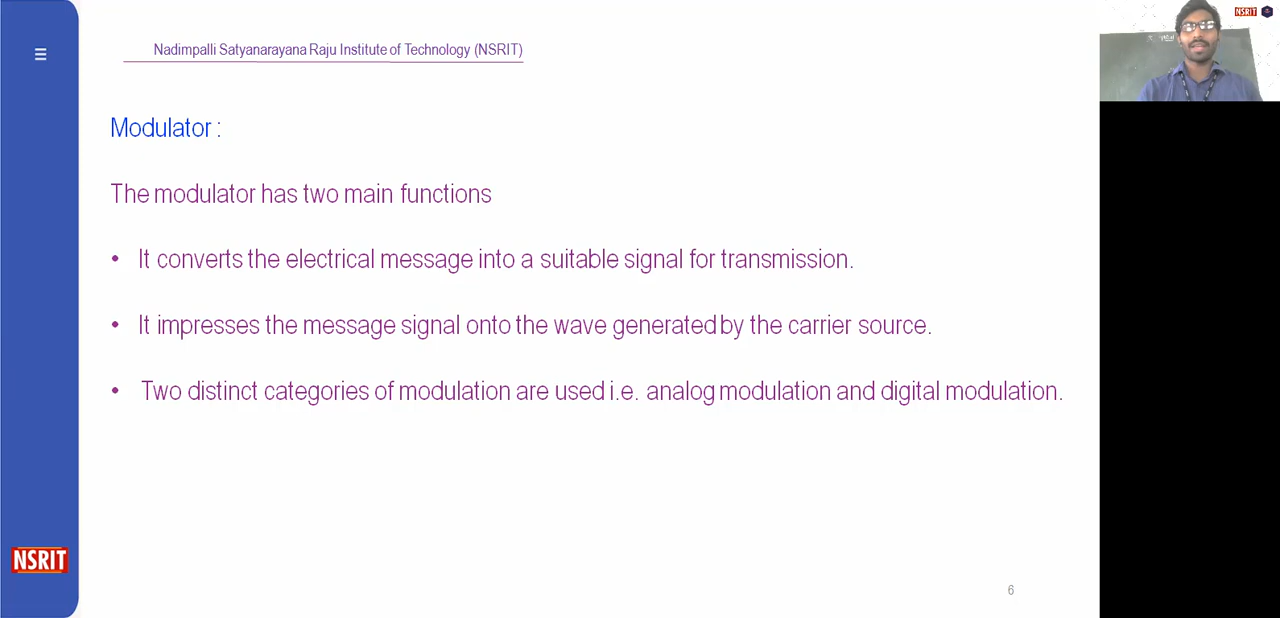 Nadimpalli Satyanarayana Raju Institute of Technology (NSRIT)
NSRIT
Modulator :
The modulator has two main functions
• It converts the electrical message into a suitable signal for transmission.
• It impresses the message signal onto the wave generated by the carrier source.
• Two distinct categories of modulation are used i.e. analog modulation and digital modulation.
NSRIT
6